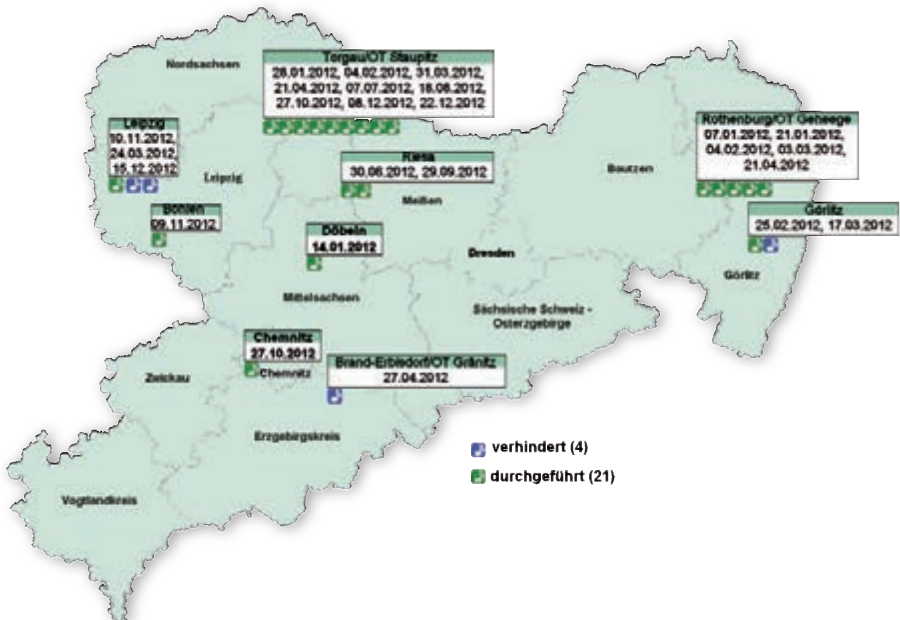 Nordsachsen
Torgau/OT Staupitz
28.01.2012, 04.02.2012, 31.03.2012,
21.04.2012, 07.07.2012, 18.08.2012,
27.10.2012, 08.12.2012, 22.12.2012
Leipzig
10.11.2012,
24.03.2012,
15.12.2012
Leipzig
Böhlen
09.11.2012
Riesa
30.06.2012, 29.09.2012
Meißen
Döbeln
14.01.2012
Dresden
Bautzen
Rothenburg/OT Geheege
07.01.2012, 21.01.2012,
04.02.2012, 03.03.2012,
21.04.2012
Görlitz
25.02.2012, 17.03.2012
Görlitz
Mittelsachsen
Sächsische Schweiz -
Osterzgebirge
Chemnitz
27.10.2012
Chemnitz
Brand-Erbisdorf/OT Gränitz
27.04.2012
Zwickau
Erzgebirgskreis
Vogtlandkreis
verhindert (4)
durchgeführt (21)